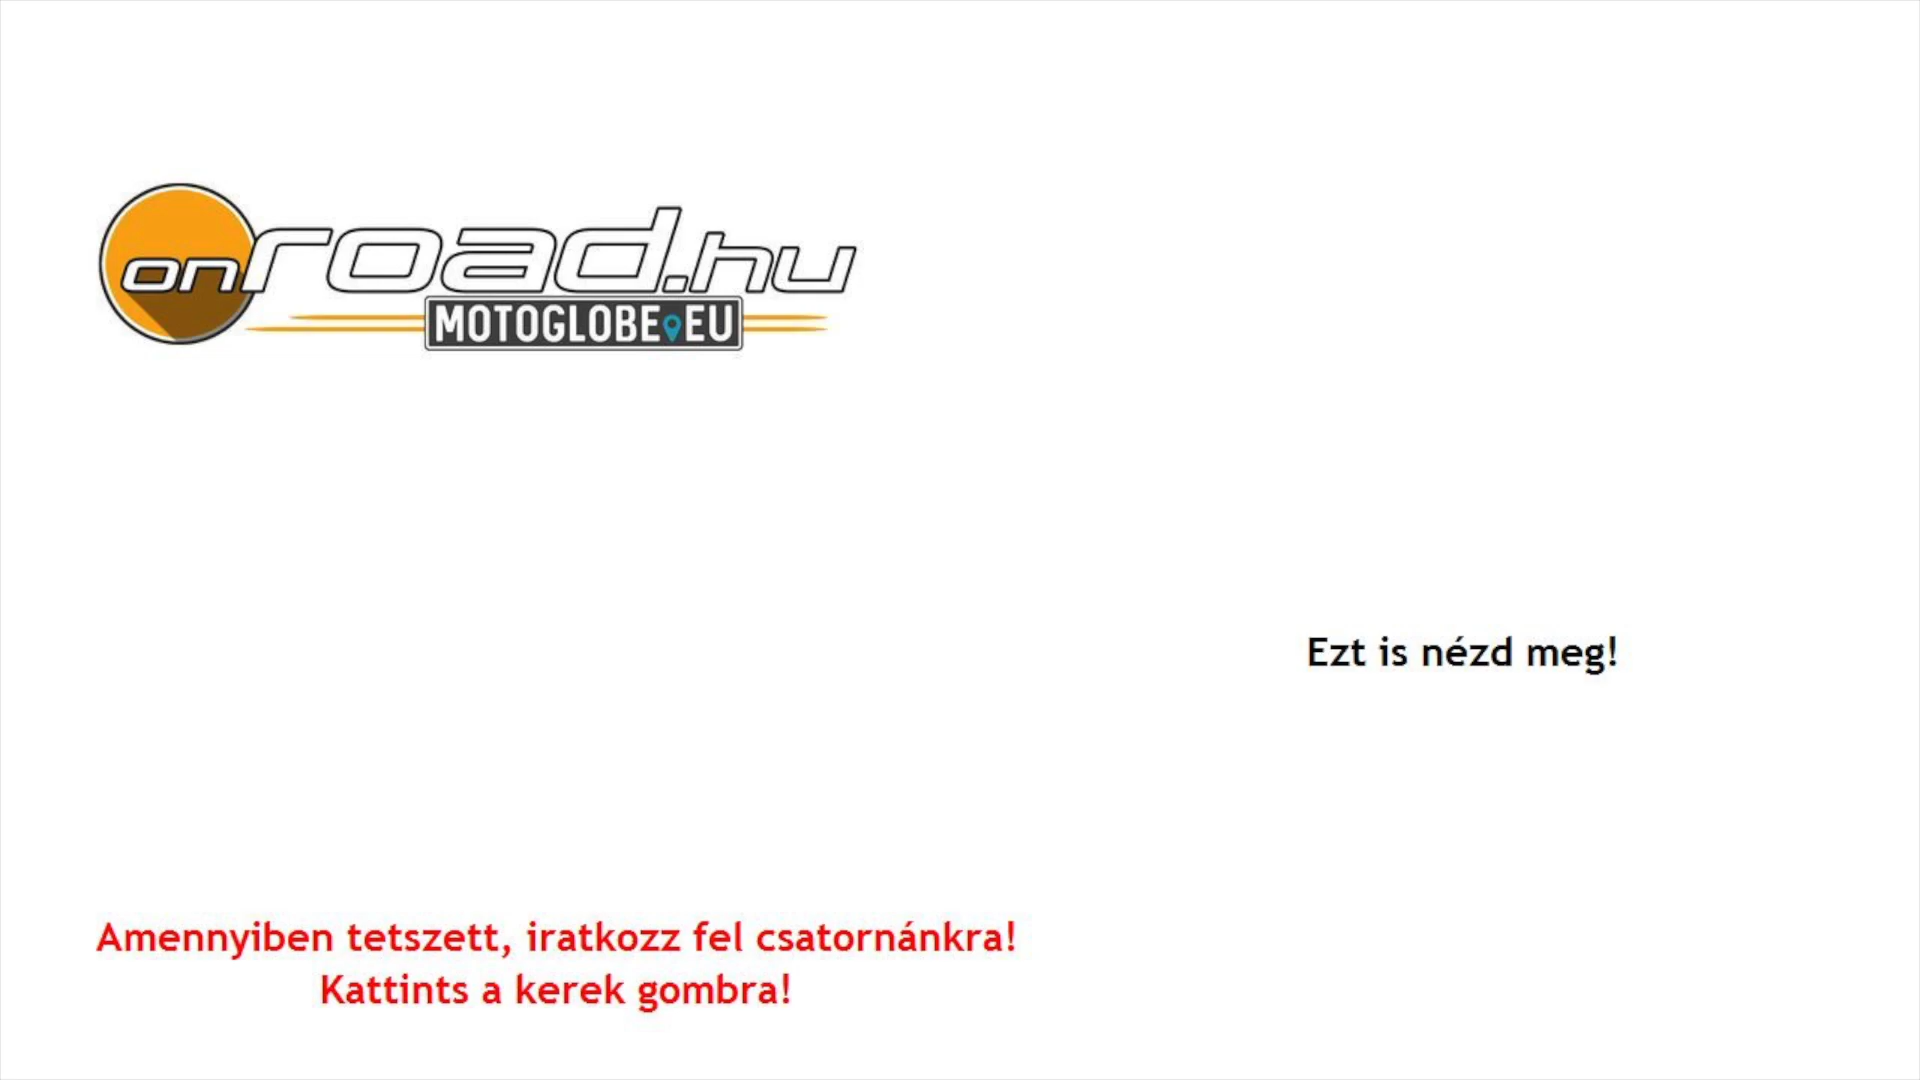 onroad.hu
MOTOGLOBE EU
Ezt is nézd meg!
Amennyiben tetszett, iratkozz fel csatornánkra!
Kattints a kerek gombra!